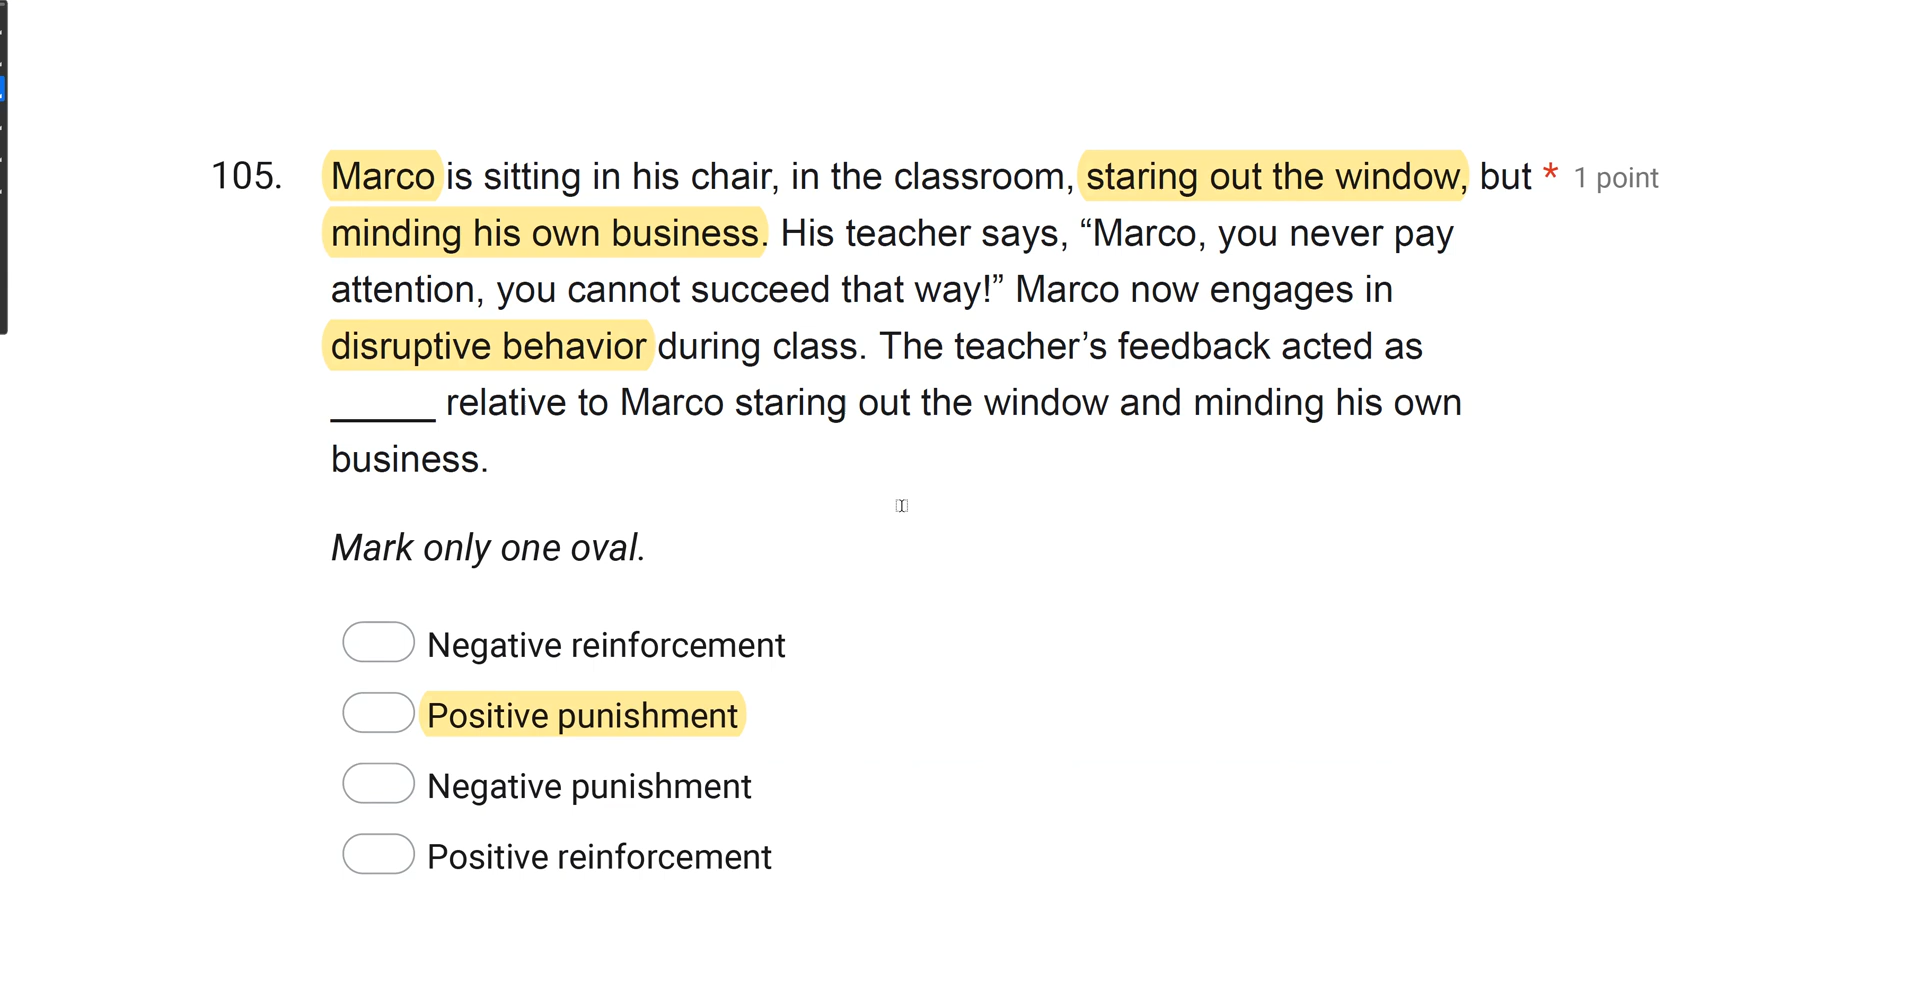 105. Marco is sitting in his chair, in the classroom, staring out the window, but * 1 point
minding his own business. His teacher says, “Marco, you never pay
attention, you cannot succeed that way!” Marco now engages in
disruptive behavior during class. The teacher’s feedback acted as
______ relative to Marco staring out the window and minding his own
business.
Mark only one oval.
Negative reinforcement
Positive punishment
Negative punishment
Positive reinforcement